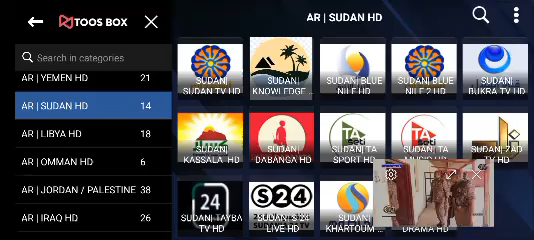 TOOS BOX
AR | SUDAN HD
Search in categories
AR | YEMEN HD 21
AR | SUDAN HD 14
AR | LIBYA HD 18
AR | OMMAN HD 6
AR | JORDAN / PALESTINE 38
AR | IRAQ HD 26
SUDAN| SUDAN TV HD
SUDAN| KNOWLEDGE ...
SUDAN| BLUE NILE HD
SUDAN| BLUE NILE 2 HD
SUDAN| BUKRA TV HD
SUDAN| KASSALA HD
SUDAN| DABANGA HD
SUDAN| TA SPORT HD
SUDAN| TA MUSIC HD
SUDAN| ZAD TV HD
24
SUDAN| TAYBA TV HD
S24
SUDAN| S 24 LIVE HD
SUDAN| KHARTOUM
DRAMA HD